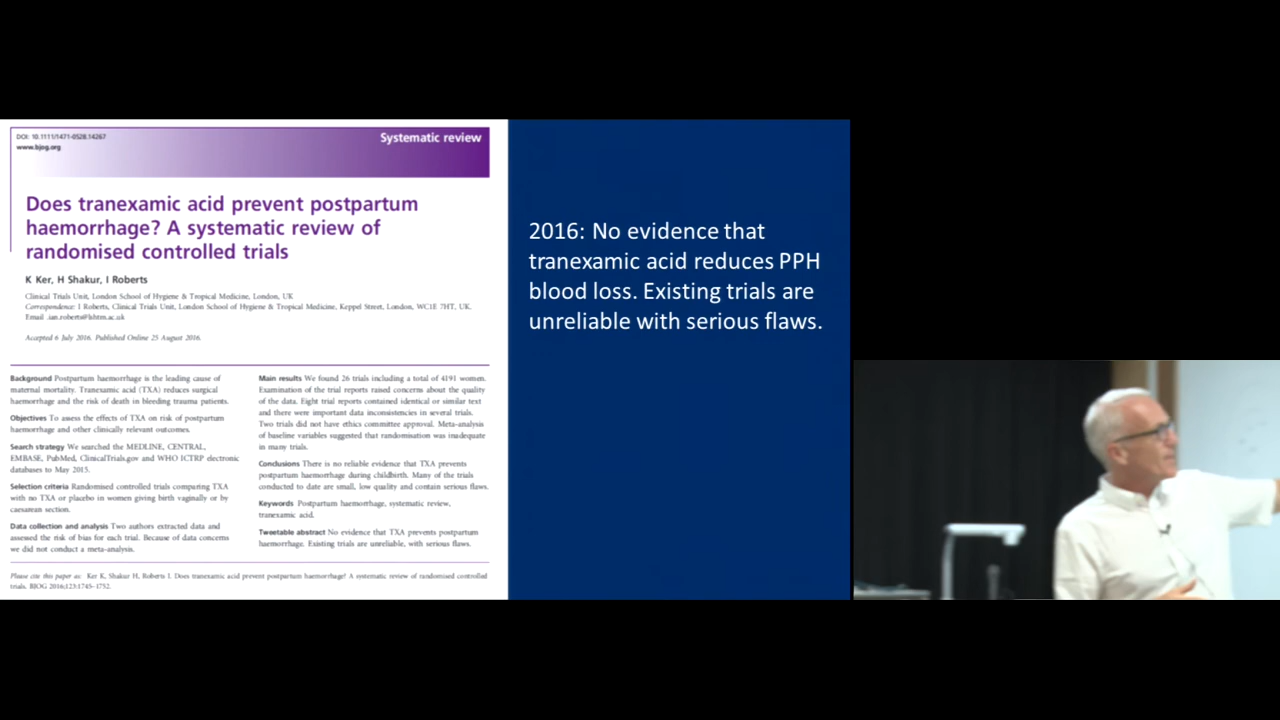 DOI: 10.1111/1471-0528.14267
www.bjog.org
Systematic review
Does tranexamic acid prevent postpartum
haemorrhage? A systematic review of
randomised controlled trials
K Ker, H Shakur, I Roberts
Clinical Trials Unit, London School of Hygiene & Tropical Medicine, London, UK
Correspondence: I Roberts, Clinical Trials Unit, London School of Hygiene & Tropical Medicine, Keppel Street, London, WC1E 7HT, UK.
Email .ian.roberts@lshtm.ac.uk
Accepted 6 July 2016. Published Online 25 August 2016.
Background Postpartum haemorrhage is the leading cause of
maternal mortality. Tranexamic acid (TXA) reduces surgical
haemorrhage and the risk of death in bleeding trauma patients.
Objectives To assess the effects of TXA on risk of postpartum
haemorrhage and other clinically relevant outcomes.
Search strategy We searched the MEDLINE, CENTRAL,
EMBASE, PubMed, ClinicalTrials.gov and WHO ICTRP electronic
databases to May 2015.
Selection criteria Randomised controlled trials comparing TXA
with no TXA or placebo in women giving birth vaginally or by
caesarean section.
Data collection and analysis Two authors extracted data and
assessed the risk of bias for each trial. Because of data concerns
we did not conduct a meta-analysis.
Main results We found 26 trials including a total of 4191 women.
Examination of the trial reports raised concerns about the quality
of the data. Eight trial reports contained identical or similar text
and there were important data inconsistencies in several trials.
Two trials did not have ethics committee approval. Meta-analysis
of baseline variables suggested that randomisation was inadequate
in many trials.
Conclusions There is no reliable evidence that TXA prevents
postpartum haemorrhage during childbirth. Many of the trials
conducted to date are small, low quality and contain serious flaws.
Keywords Postpartum haemorrhage, systematic review,
tranexamic acid.
Tweetable abstract No evidence that TXA prevents postpartum
haemorrhage. Existing trials are unreliable, with serious flaws.
Please cite this paper as: Ker K, Shakur H, Roberts I. Does tranexamic acid prevent postpartum haemorrhage? A systematic review of randomised controlled
trials. BJOG 2016;123:1745–1752.
2016: No evidence that
tranexamic acid reduces PPH
blood loss. Existing trials are
unreliable with serious flaws.